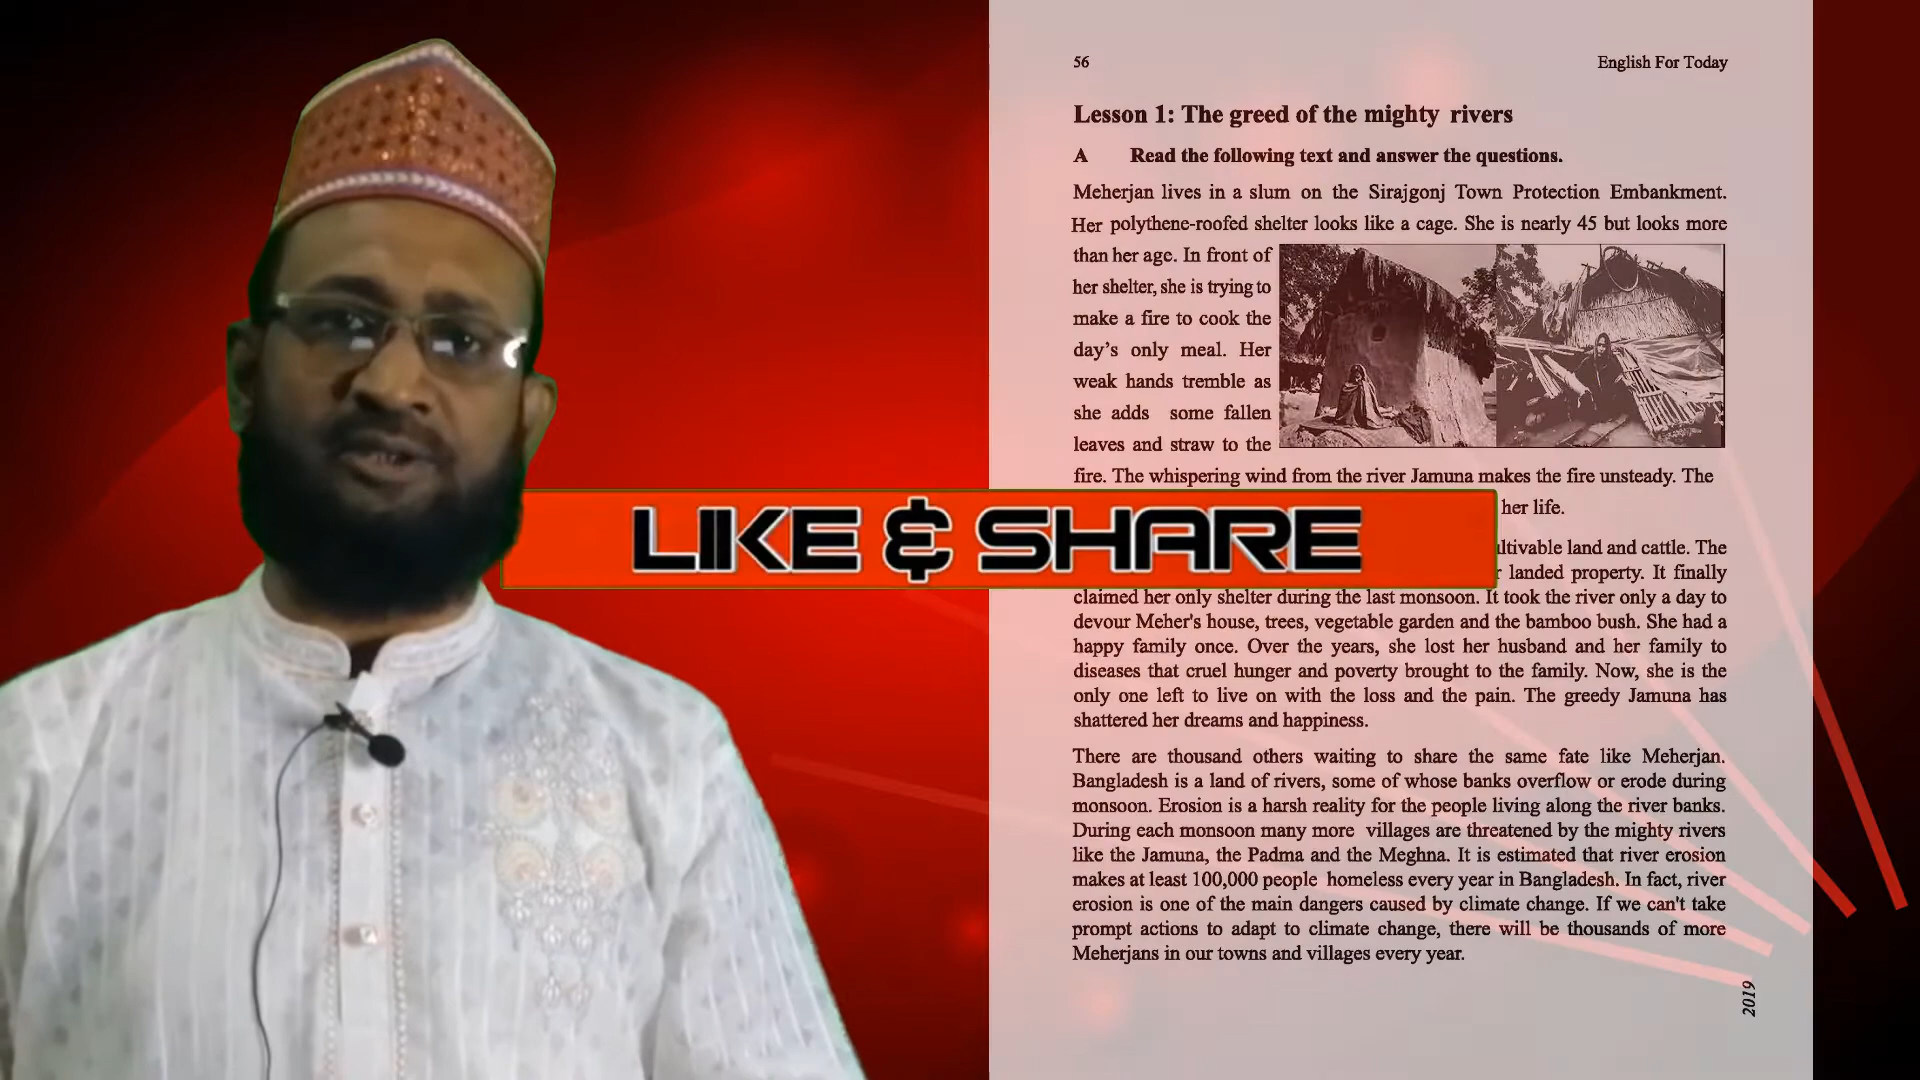 56 English For Today
Lesson 1: The greed of the mighty rivers
A Read the following text and answer the questions.
Meherjan lives in a slum on the Sirajgonj Town Protection Embankment.
Her polythene-roofed shelter looks like a cage. She is nearly 45 but looks more
than her age. In front of
her shelter, she is trying to
make a fire to cook the
day's only meal. Her
weak hands tremble as
she adds some fallen
leaves and straw to the
fire. The whispering wind from the river Jamuna makes the fire unsteady. The
her life.
LIKE & SHARE
land and cattle. The
landed property. It finally
claimed her only shelter during the last monsoon. It took the river only a day to
devour Meher's house, trees, vegetable garden and the bamboo bush. She had a
happy family once. Over the years, she lost her husband and her family to
diseases that cruel hunger and poverty brought to the family. Now, she is the
only one left to live on with the loss and the pain. The greedy Jamuna has
shattered her dreams and happiness.
There are thousand others waiting to share the same fate like Meherjan.
Bangladesh is a land of rivers, some of whose banks overflow or erode during
monsoon. Erosion is a harsh reality for the people living along the river banks.
During each monsoon many more villages are threatened by the mighty rivers
like the Jamuna, the Padma and the Meghna. It is estimated that river erosion
makes at least 100,000 people homeless every year in Bangladesh. In fact, river
erosion is one of the main dangers caused by climate change. If we can't take
prompt actions to adapt to climate change, there will be thousands of more
Meherjans in our towns and villages every year.
2019